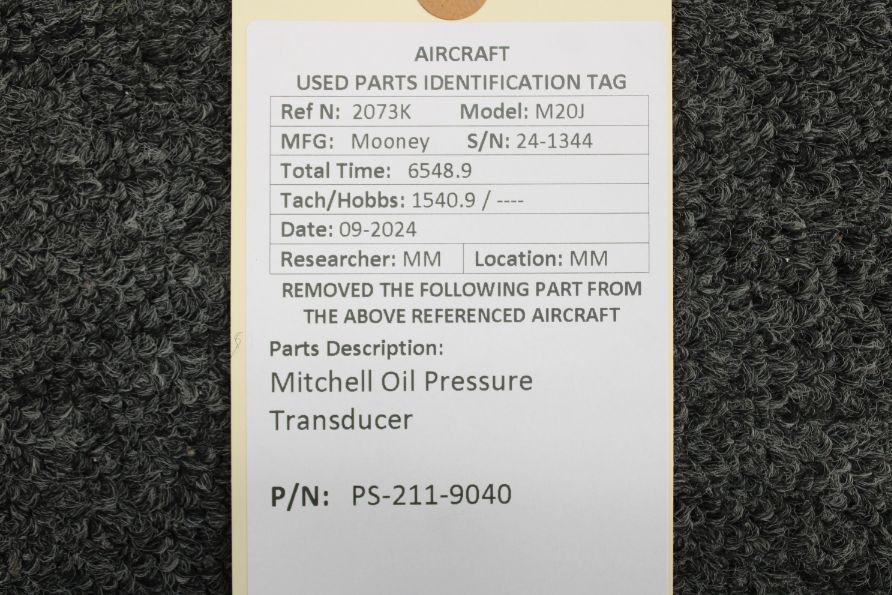 AIRCRAFT
USED PARTS IDENTIFICATION TAG
Ref N: 2073K Model: M20J
MFG: Mooney S/N: 24-1344
Total Time: 6548.9
Tach/Hobbs: 1540.9 / ----
Date: 09-2024
Researcher: MM Location: MM
REMOVED THE FOLLOWING PART FROM
THE ABOVE REFERENCED AIRCRAFT
Parts Description:
Mitchell Oil Pressure
Transducer
P/N: PS-211-9040